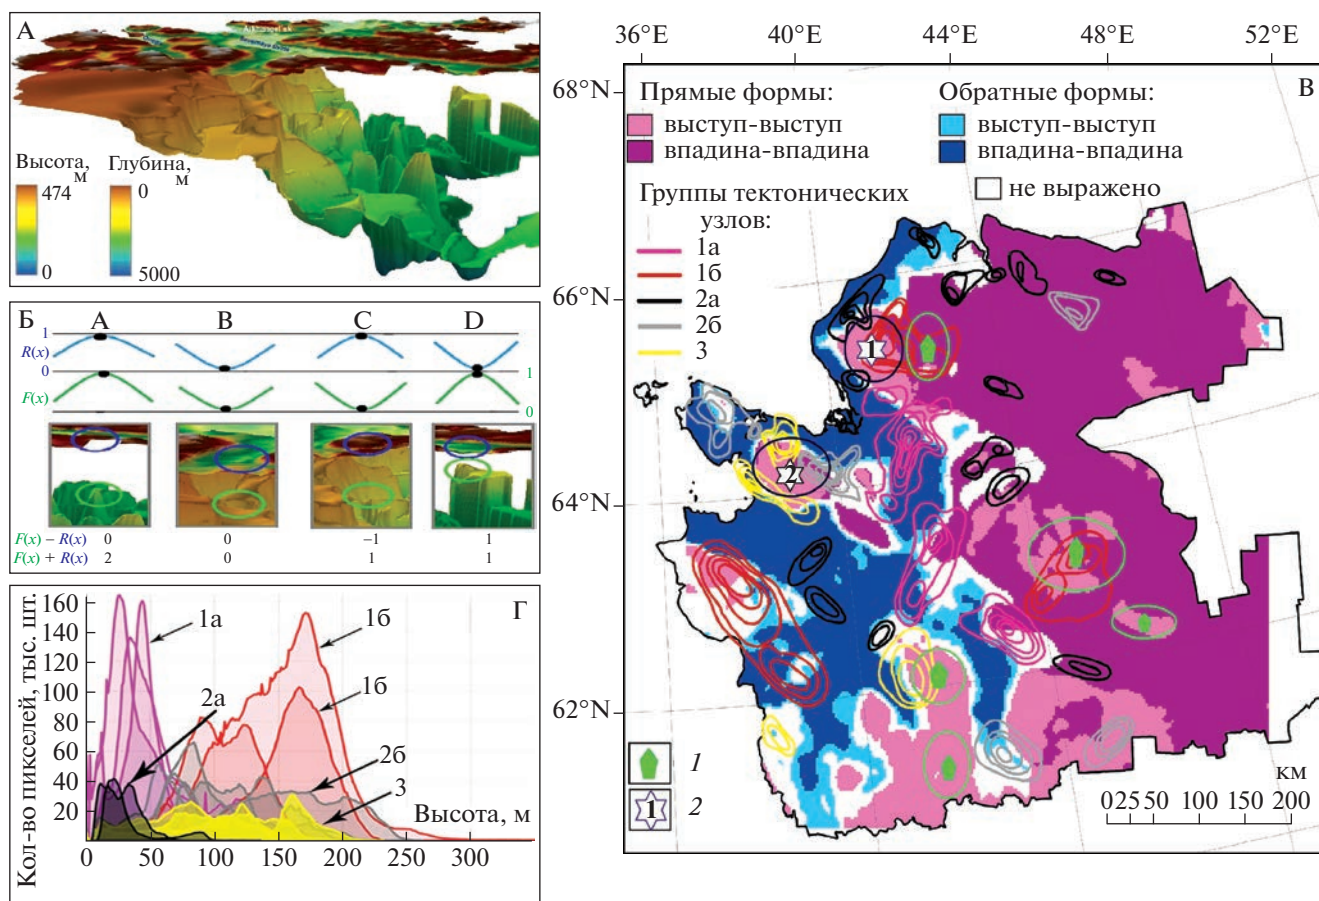 А
Arkhangelsk
Высота, м
474
0
Глубина, м
0
5000
Б
A B C D
1
R(x)
0
1
F(x)
0
F(x) − R(x) 0 0 −1 1
F(x) + R(x) 2 0 1 1
Г
Кол-во пикселей, тыс. шт.
160
140
120
100
80
60
40
20
1а
1б
2а
1б
2б
3
Высота, м
0 50 100 150 200 250 300
36°E 40°E 44°E 48°E 52°E
68°N
66°N
64°N
62°N
В
Прямые формы:
выступ-выступ
впадина-впадина
Обратные формы:
выступ-выступ
впадина-впадина
не выражено
Группы тектонических
узлов:
1а
1б
2а
2б
3
1
2
1
1 2
км
0 25 50 100 150 200